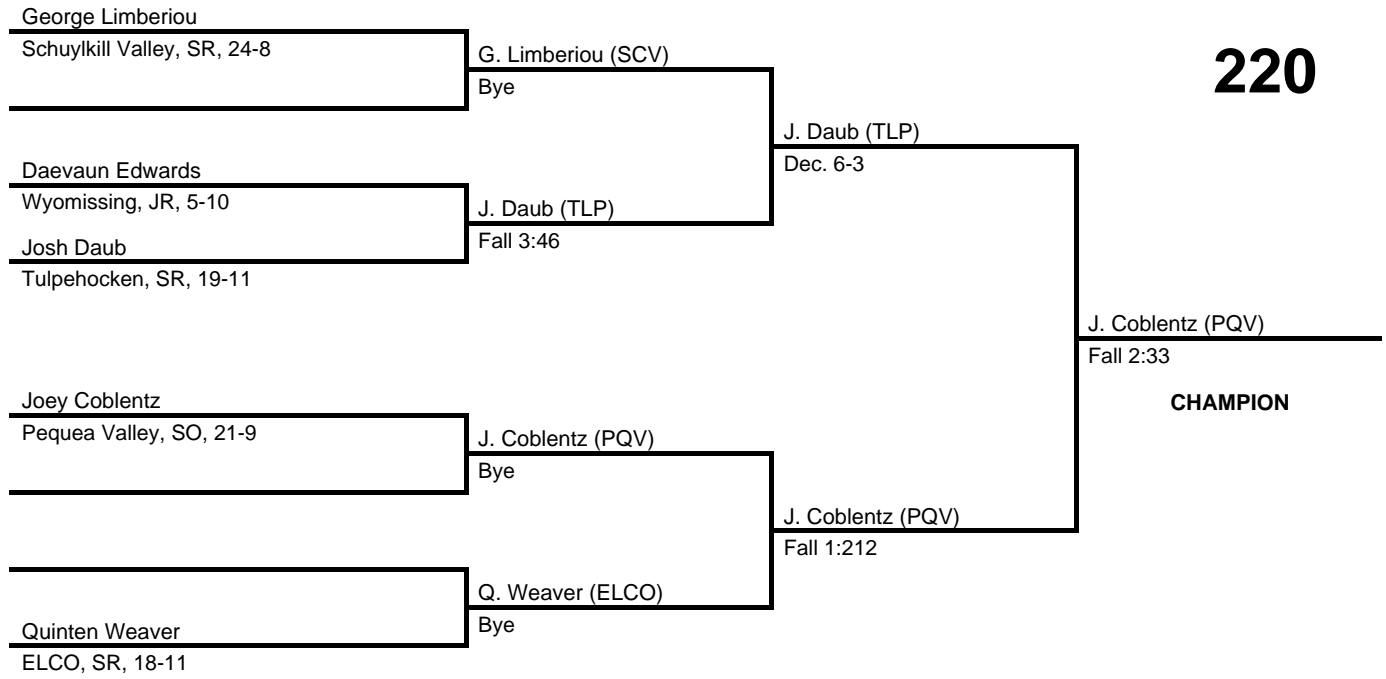 George Limberiou
Schuylkill Valley, SR, 24-8
G. Limberiou (SCV)
Bye
220
J. Daub (TLP)
Dec. 6-3
Daevaun Edwards
Wyomissing, JR, 5-10
J. Daub (TLP)
Fall 3:46
Josh Daub
Tulpehocken, SR, 19-11
J. Coblentz (PQV)
Fall 2:33
CHAMPION
Joey Coblentz
Pequea Valley, SO, 21-9
J. Coblentz (PQV)
Bye
J. Coblentz (PQV)
Fall 1:212
Q. Weaver (ELCO)
Bye
Quinten Weaver
ELCO, SR, 18-11